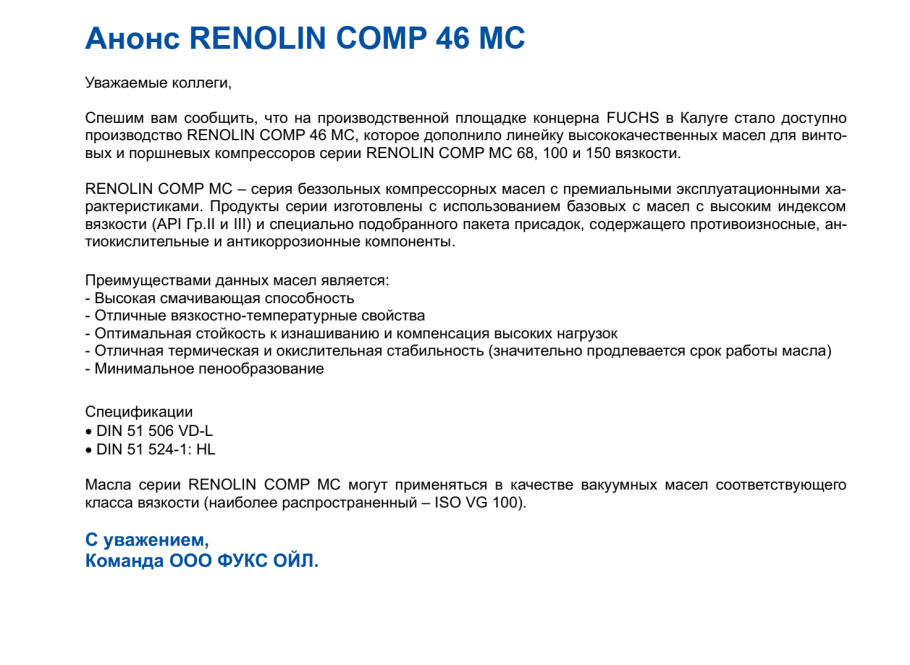 Анонс RENOLIN COMP 46 MC
Уважаемые коллеги,
Спешим вам сообщить, что на производственной площадке концерна FUCHS в Калуге стало доступно
производство RENOLIN COMP 46 MC, которое дополнило линейку высококачественных масел для винто-
вых и поршневых компрессоров серии RENOLIN COMP MC 68, 100 и 150 вязкости.
RENOLIN COMP MC – серия беззольных компрессорных масел с премиальными эксплуатационными ха-
рактеристиками. Продукты серии изготовлены с использованием базовых с масел с высоким индексом
вязкости (API Гр.II и III) и специально подобранного пакета присадок, содержащего противоизносные, ан-
тиокислительные и антикоррозионные компоненты.
Преимуществами данных масел является:
- Высокая смачивающая способность
- Отличные вязкостно-температурные свойства
- Оптимальная стойкость к изнашиванию и компенсация высоких нагрузок
- Отличная термическая и окислительная стабильность (значительно продлевается срок работы масла)
- Минимальное пенообразование
Спецификации
• DIN 51 506 VD-L
• DIN 51 524-1: HL
Масла серии RENOLIN COMP MC могут применяться в качестве вакуумных масел соответствующего
класса вязкости (наиболее распространенный – ISO VG 100).
С уважением,
Команда ООО ФУКС ОЙЛ.